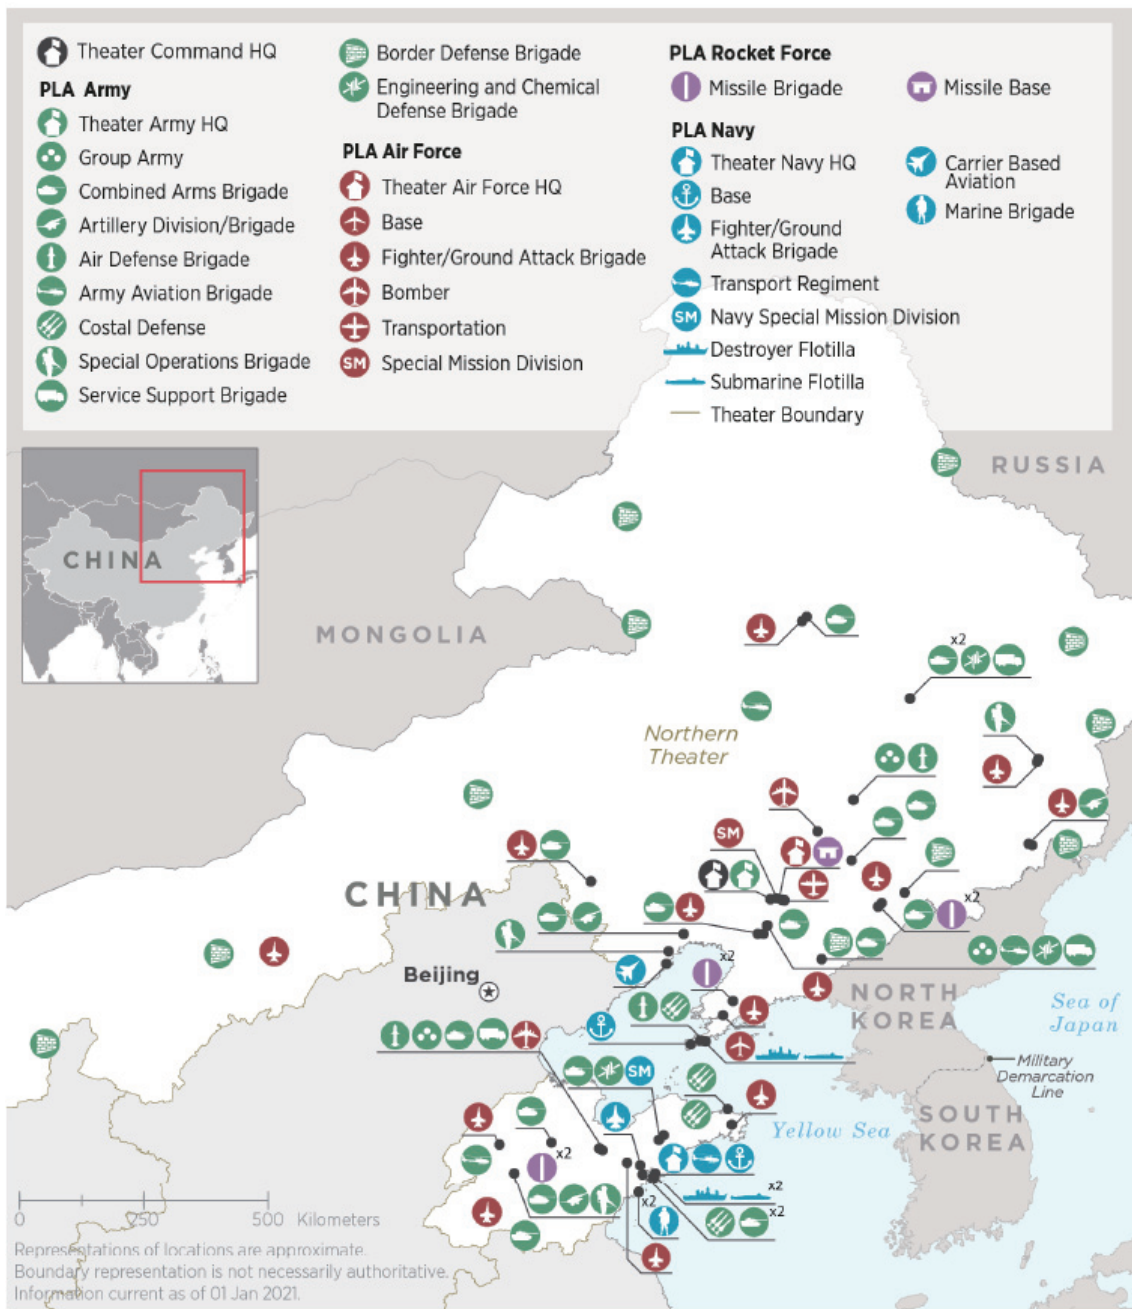 Theater Command HQ
PLA Army
Theater Army HQ
Group Army
Combined Arms Brigade
Artillery Division/Brigade
Air Defense Brigade
Army Aviation Brigade
Costal Defense
Special Operations Brigade
Service Support Brigade
Border Defense Brigade
Engineering and Chemical
Defense Brigade
PLA Air Force
Theater Air Force HQ
Base
Fighter/Ground Attack Brigade
Bomber
Transportation
SM
Special Mission Division
PLA Rocket Force
Missile Brigade
Missile Base
PLA Navy
Theater Navy HQ
Base
Fighter/Ground
Attack Brigade
Transport Regiment
SM
Navy Special Mission Division
Destroyer Flotilla
Submarine Flotilla
Theater Boundary
Carrier Based
Aviation
Marine Brigade
RUSSIA
CHINA
MONGOLIA
x2
Northern
Theater
SM
CHINA
x2
Beijing
x2
NORTH
KOREA
Sea of
Japan
SM
Military
Demarcation
Line
SOUTH
KOREA
Yellow Sea
x2
x2
x2
x2
x2
0
250
500
Kilometers
Representations of locations are approximate.
Boundary representation is not necessarily authoritative.
Information current as of 01 Jan 2021.